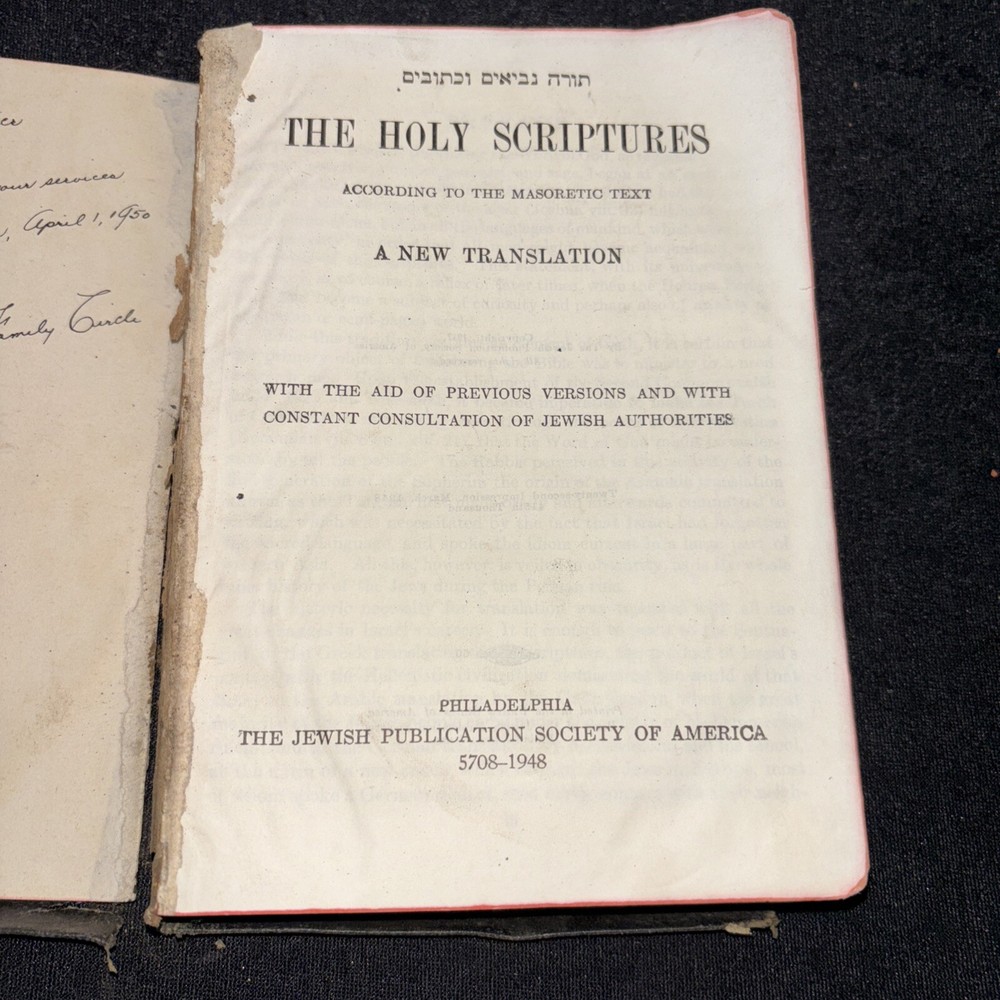 our services
, April 1, 1950
Family Circle
תורה נביאים וכתובים
THE HOLY SCRIPTURES
ACCORDING TO THE MASORETIC TEXT
A NEW TRANSLATION
WITH THE AID OF PREVIOUS VERSIONS AND WITH
CONSTANT CONSULTATION OF JEWISH AUTHORITIES
PHILADELPHIA
THE JEWISH PUBLICATION SOCIETY OF AMERICA
5708–1948